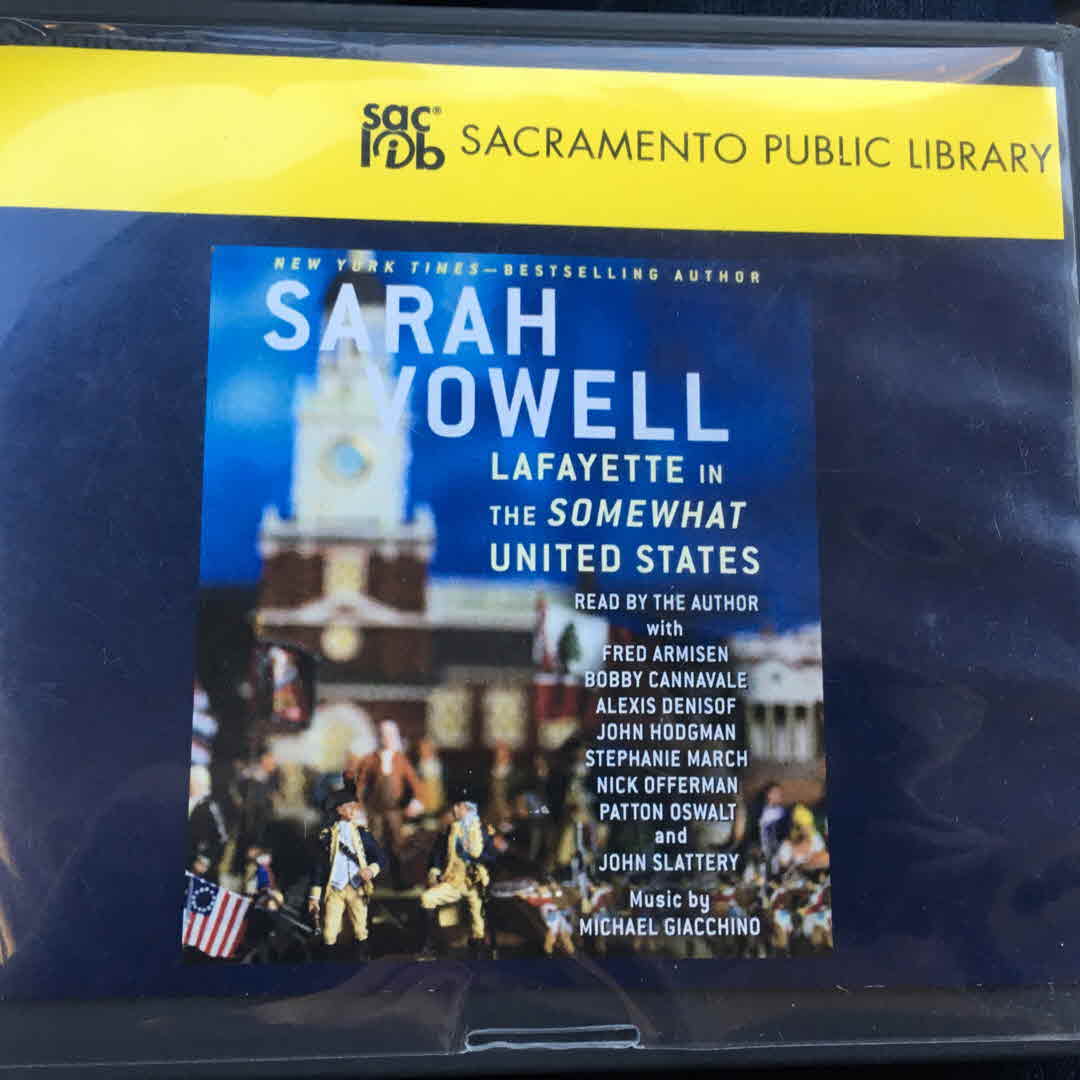 sac®
lib
SACRAMENTO PUBLIC LIBRARY
NEW YORK TIMES—BESTSELLING AUTHOR
SARAH
VOWELL
LAFAYETTE IN
THE SOMEWHAT
UNITED STATES
READ BY THE AUTHOR
with
FRED ARMISEN
BOBBY CANNAVALE
ALEXIS DENISOF
JOHN HODGMAN
STEPHANIE MARCH
NICK OFFERMAN
PATTON OSWALT
and
JOHN SLATTERY
Music by
MICHAEL GIACCHINO